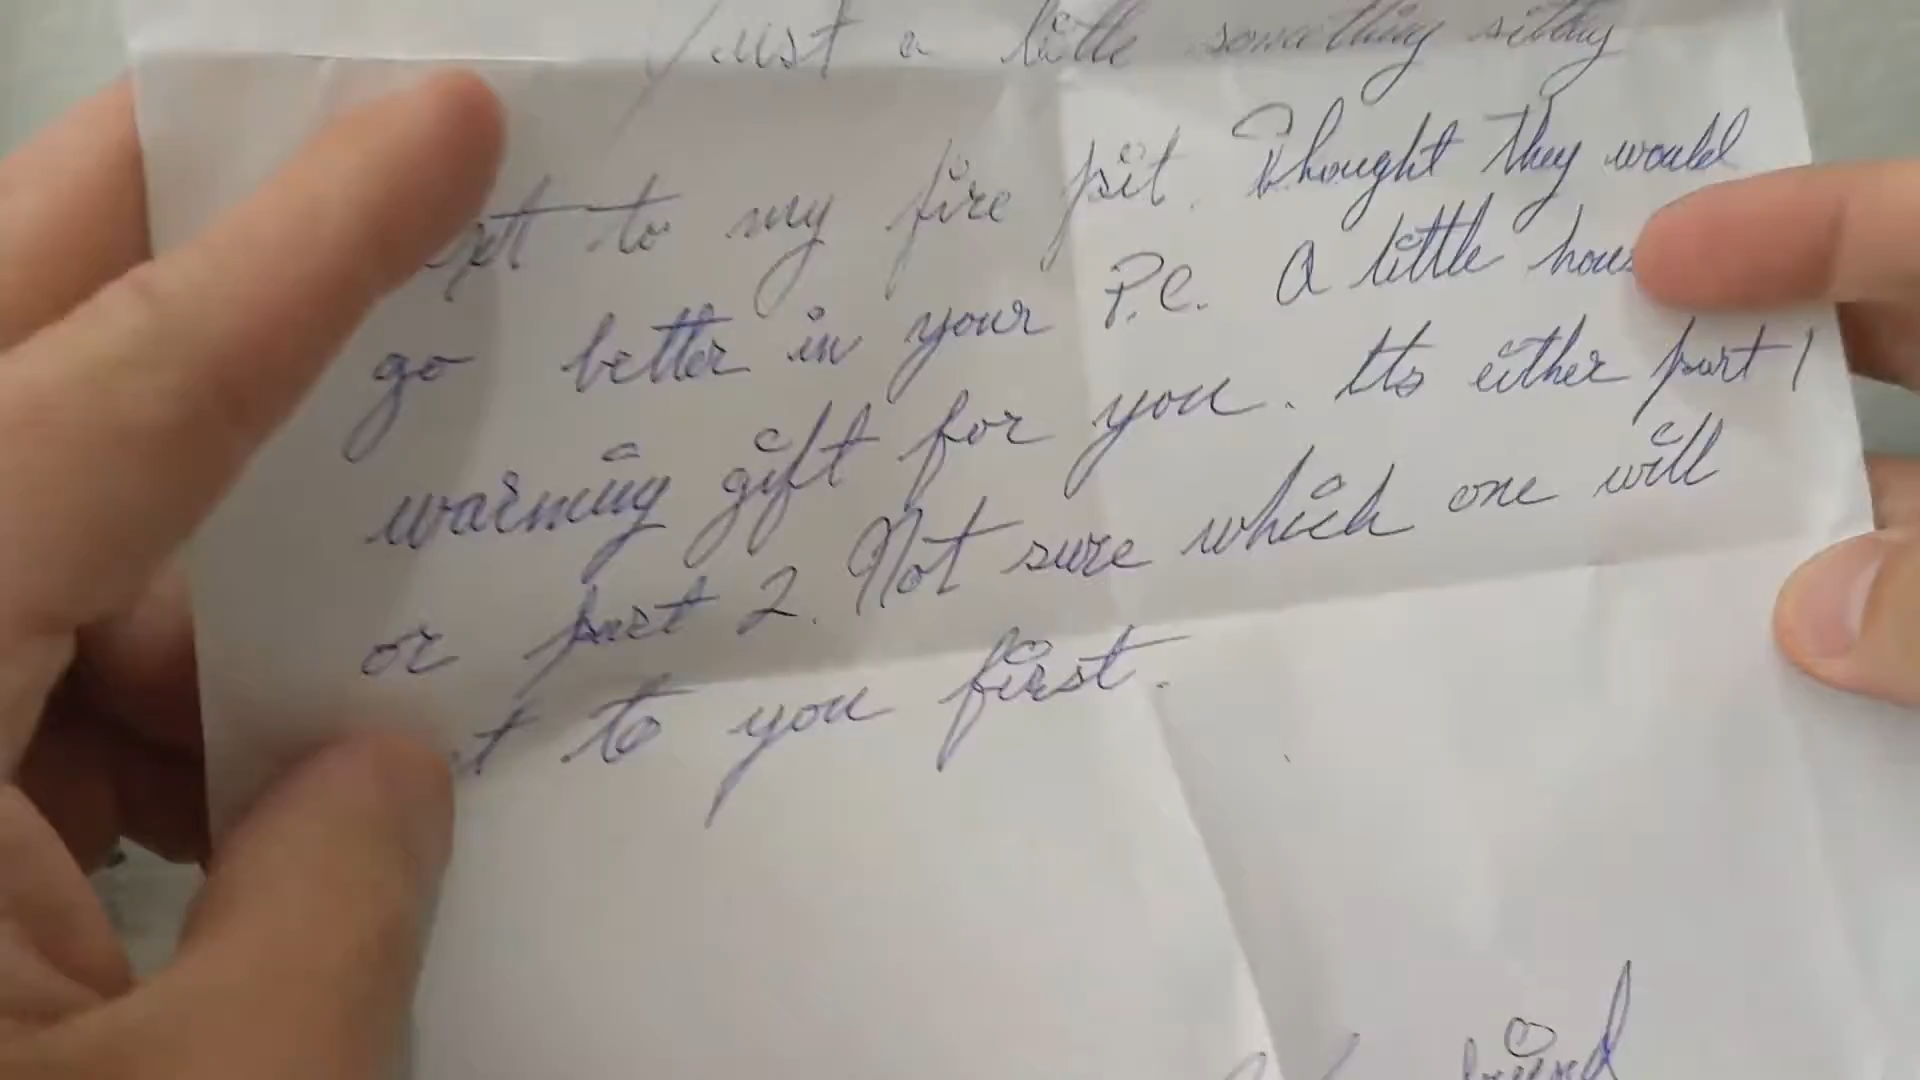 Just a little something sitting
to my fire pit. Thought they would
go better in your P.C. A little hous
warming gift for you. Its either part 1
or part 2. Not sure which one will
to you first.